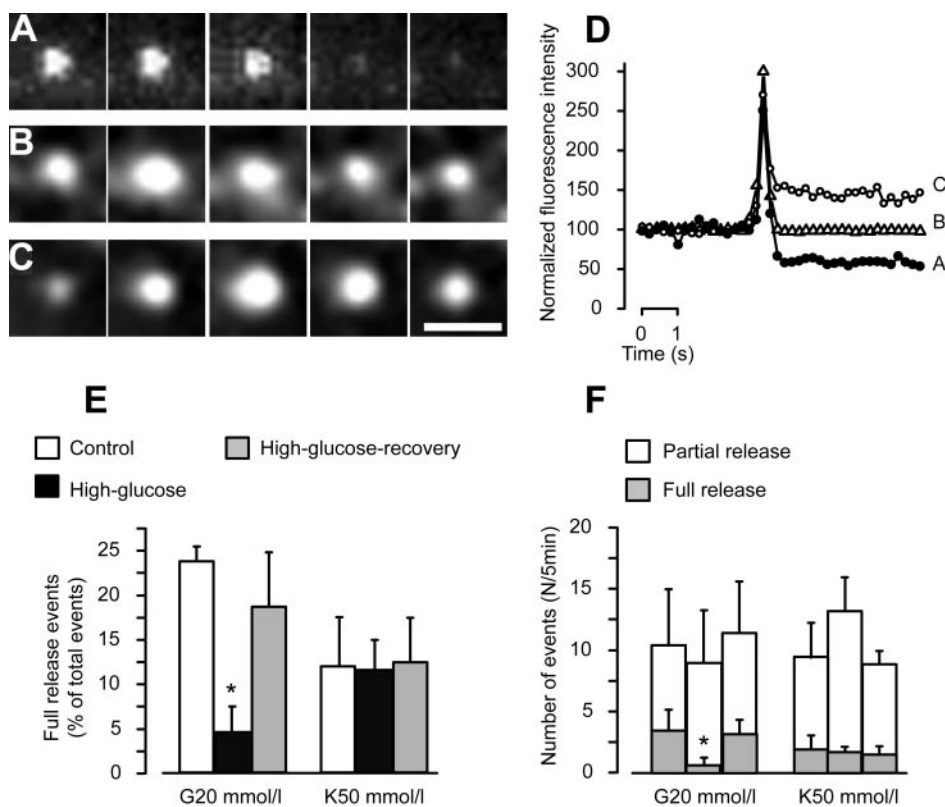 A
B
C
D
Normalized fluorescence intensity
300
250
200
150
100
50
0
C
B
A
0 1
Time (s)
E
Control
High-glucose-recovery
High-glucose
Full release events
(% of total events)
25
20
15
10
5
0
*
G20 mmol/l K50 mmol/l
F
Partial release
Full release
Number of events (N/5min)
20
15
10
5
0
*
G20 mmol/l K50 mmol/l